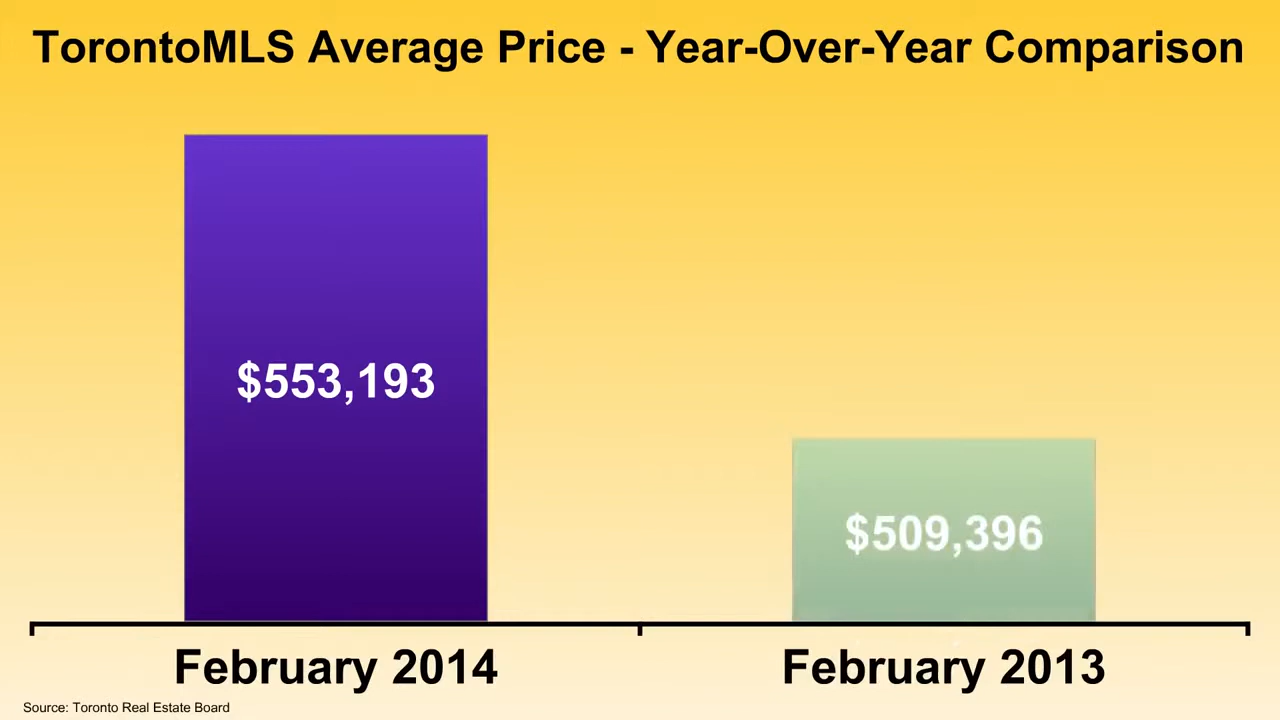 TorontoMLS Average Price - Year-Over-Year Comparison
$553,193
$509,396
February 2014
February 2013
Source: Toronto Real Estate Board